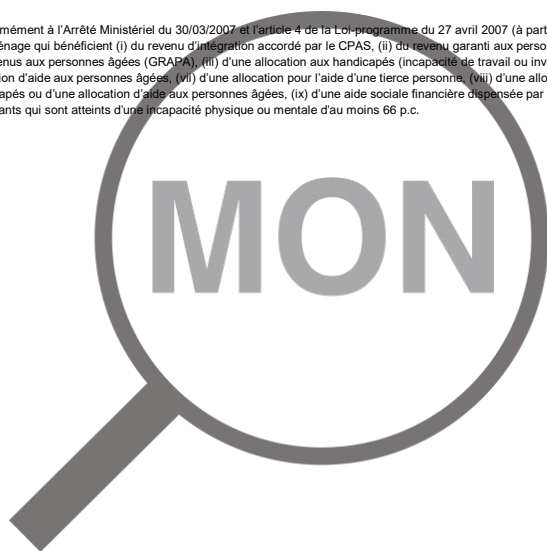 mément à l'Arrêté Ministériel du 30/03/2007 et l'article 4 de la Loi-programme du 27 avril 2007 (à part
énage qui bénéficient (i) du revenu d'intégration accordé par le CPAS, (ii) du revenu garanti aux perso
enus aux personnes âgées (GRAPA), (iii) d'une allocation aux handicapés (incapacité de travail ou inv
ion d'aide aux personnes âgées, (vii) d'une allocation pour l'aide d'une tierce personne, (viii) d'une allo
apés ou d'une allocation d'aide aux personnes âgées, (ix) d'une aide sociale financière dispensée par
ants qui sont atteints d'une incapacité physique ou mentale d'au moins 66 p.c.
MON